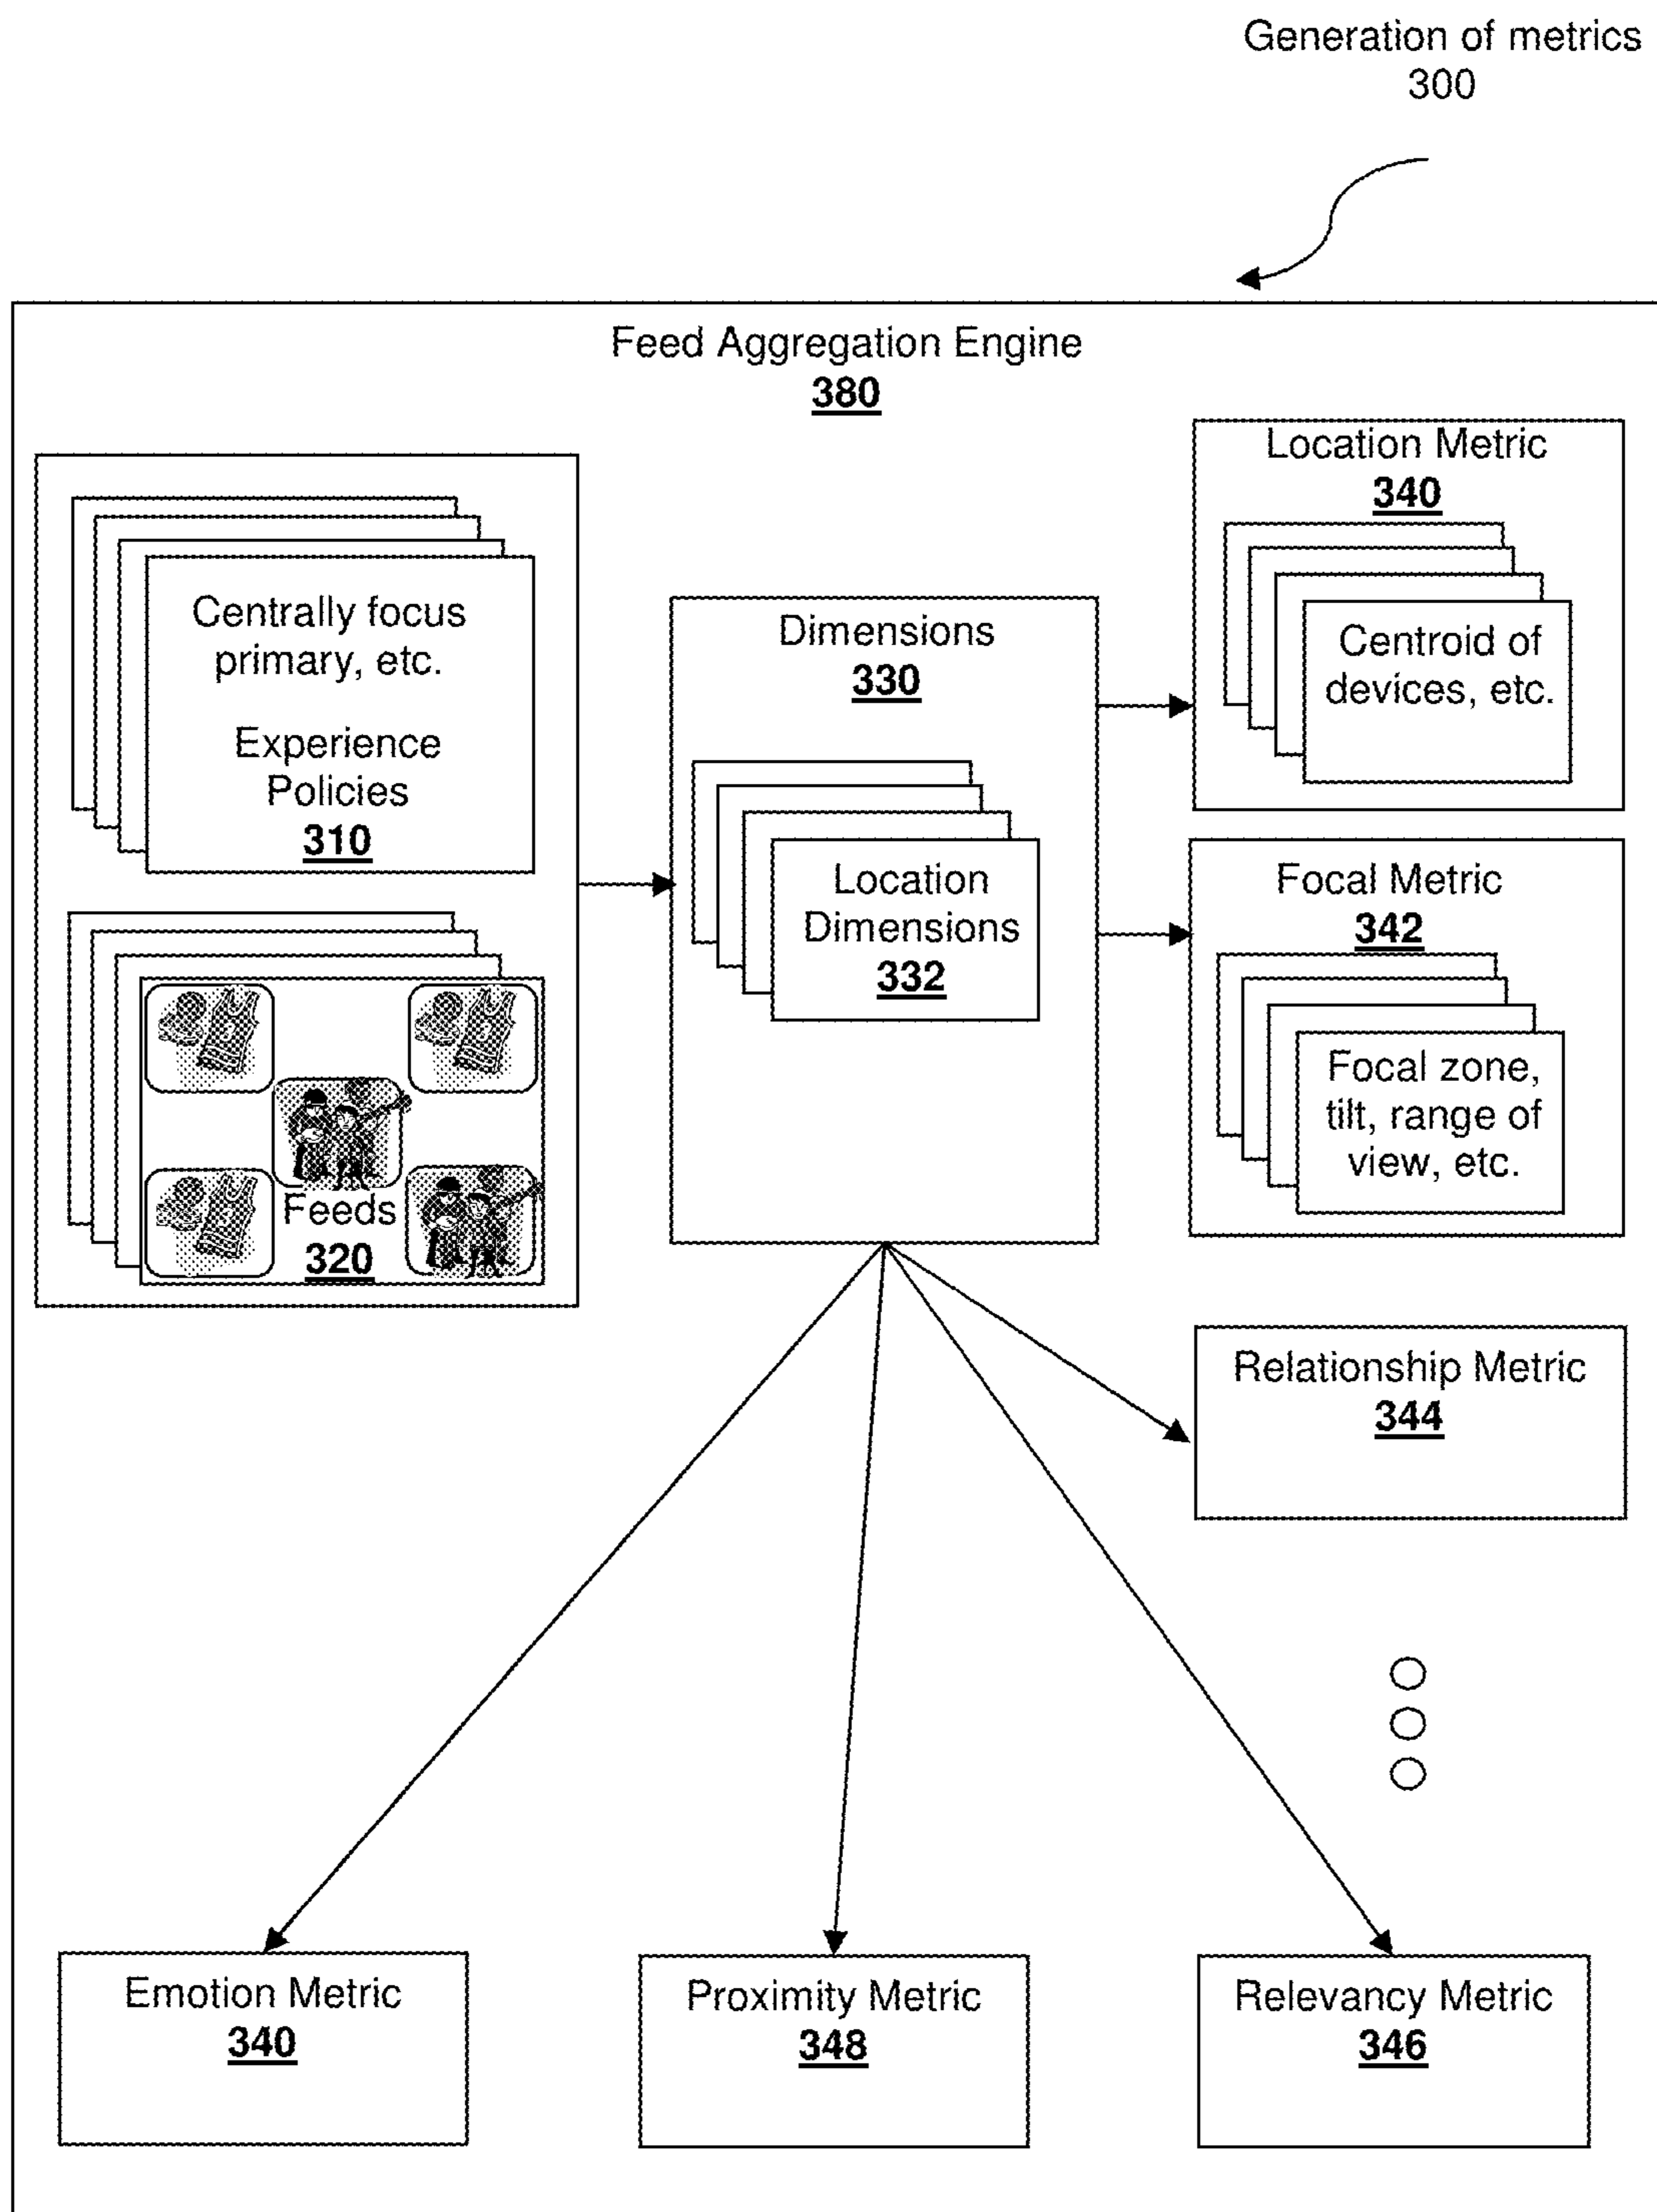 Generation of metrics
300
Feed Aggregation Engine
380
Centrally focus
primary, etc.
Experience
Policies
310
Feeds
320
Dimensions
330
Location
Dimensions
332
Location Metric
340
Centroid of
devices, etc.
Focal Metric
342
Focal zone,
tilt, range of
view, etc.
Relationship Metric
344
Emotion Metric
340
Proximity Metric
348
Relevancy Metric
346